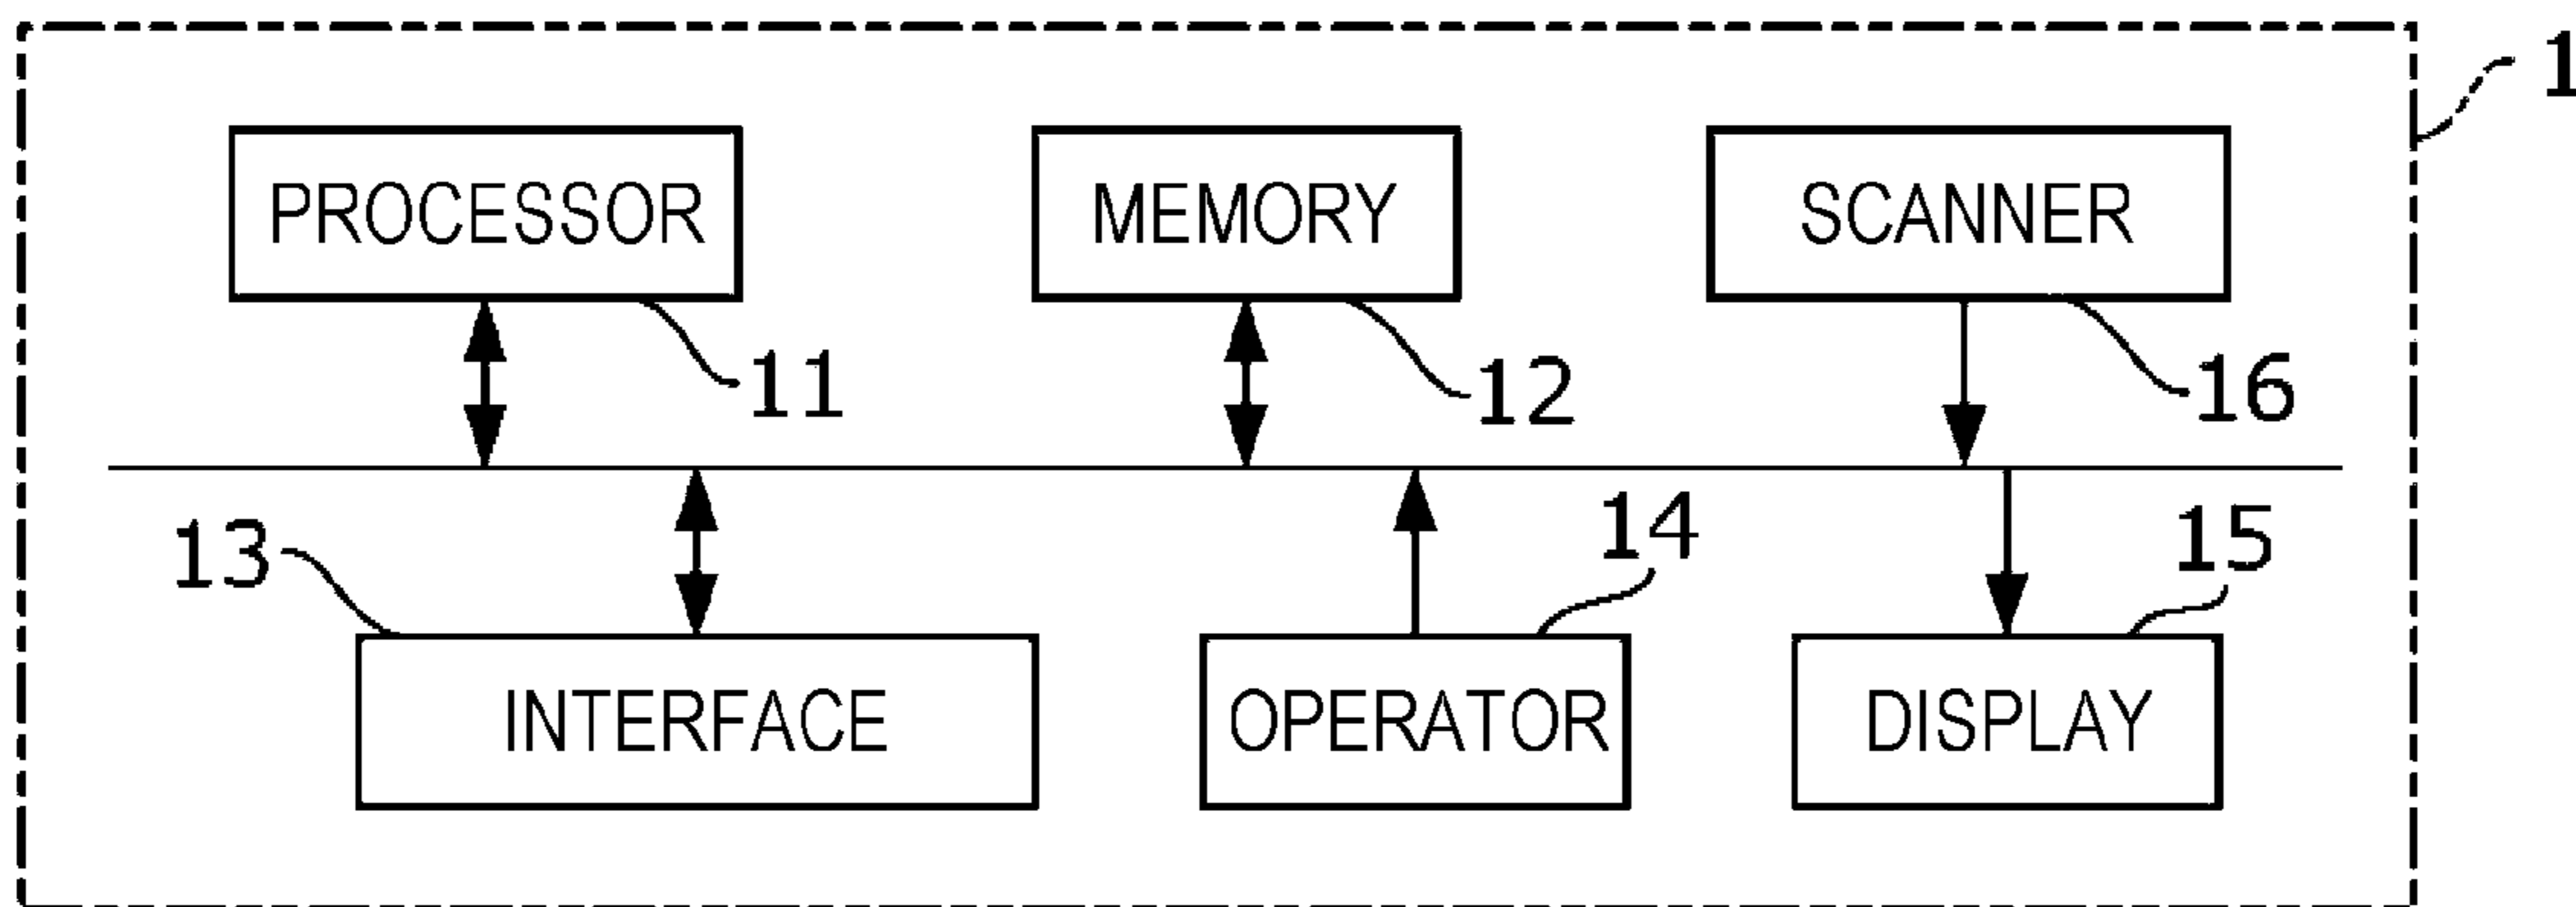 1
PROCESSOR
MEMORY
SCANNER
11
12
16
13
14
15
INTERFACE
OPERATOR
DISPLAY